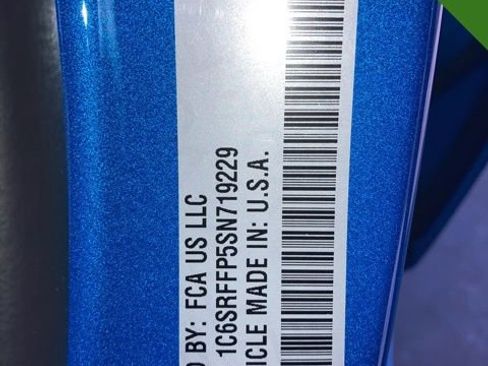 D BY: FCA US LLC
1C6SRFFP5SN719229
ICLE MADE IN: U.S.A.